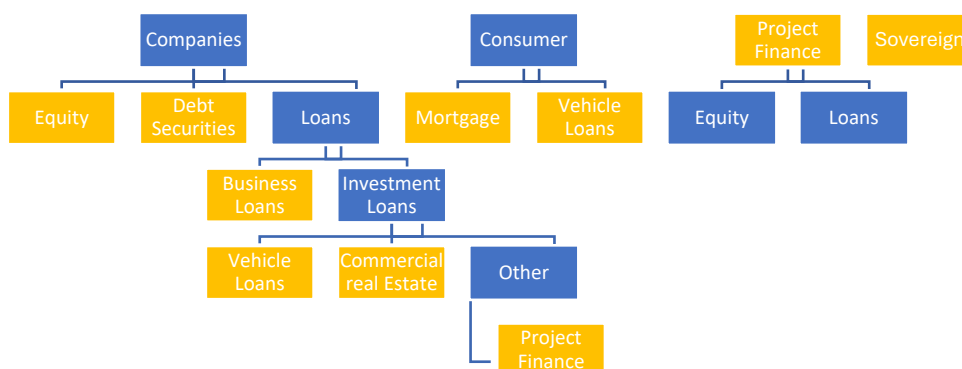 Companies
Consumer
Project
Finance
Sovereign
Equity
Debt
Securities
Loans
Mortgage
Vehicle
Loans
Equity
Loans
Business
Loans
Investment
Loans
Vehicle
Loans
Commercial
real Estate
Other
Project
Finance